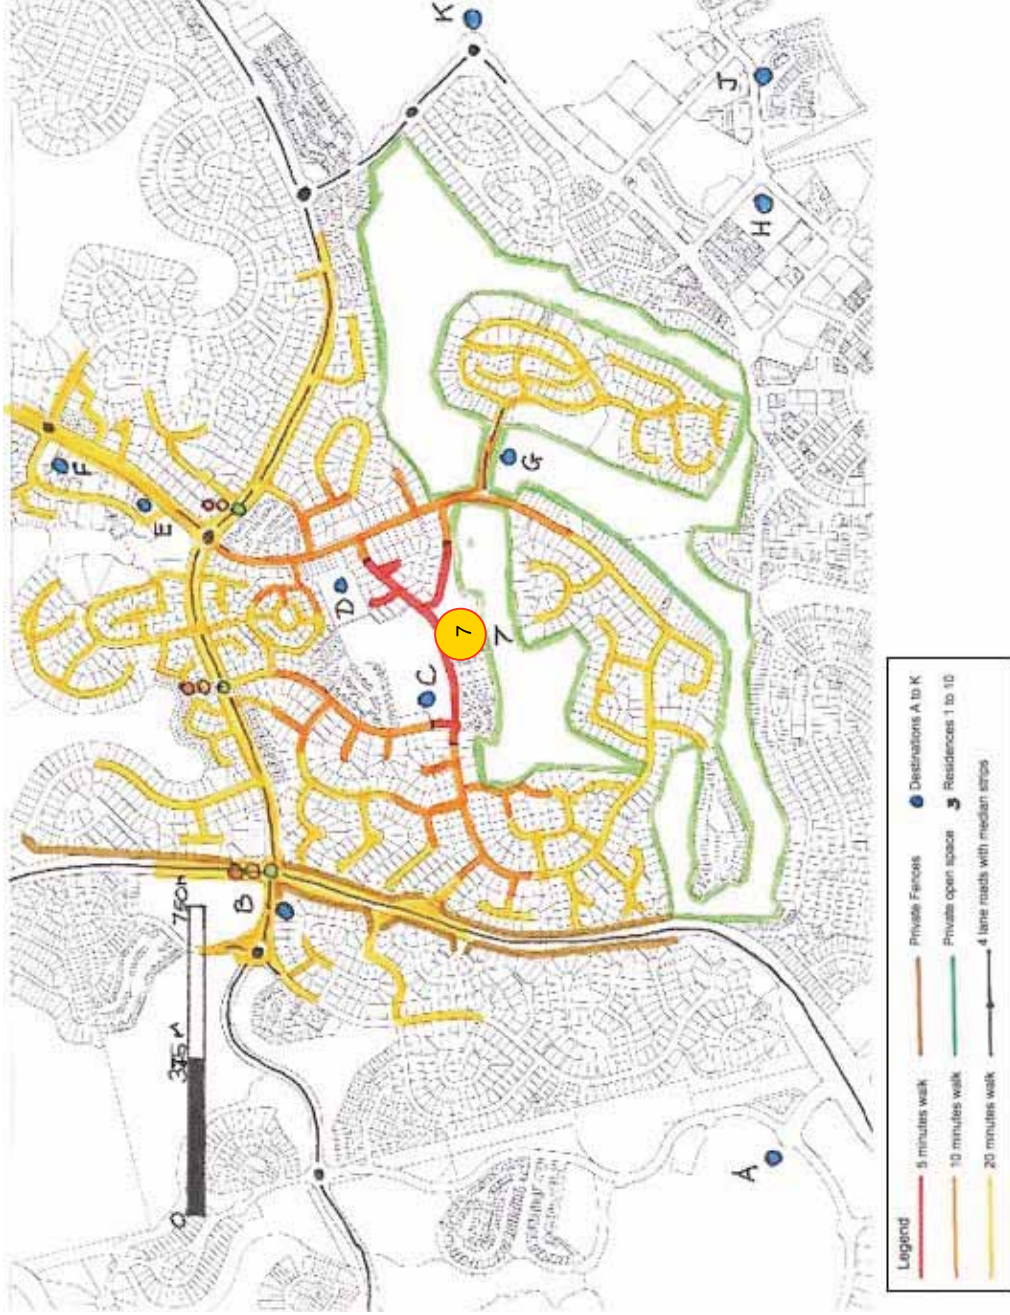 K
J
H
F
E
G
D
C
7
7
B
A
0
375m
750m
Legend
5 minutes walk
10 minutes walk
20 minutes walk
Private Fences
Private open space
4 lane roads with median strips
Destinations A to K
3 Residences 1 to 10